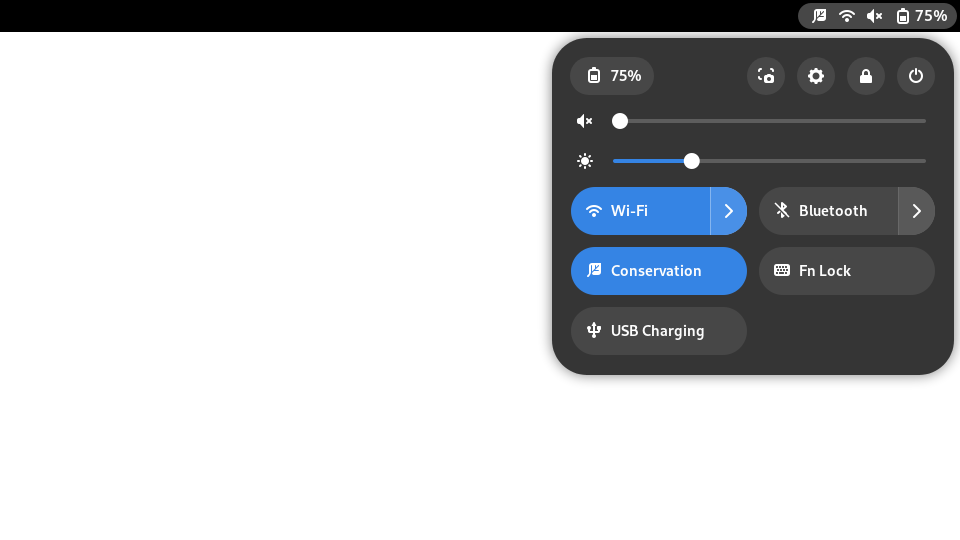 75%
75%
Wi-Fi
Bluetooth
Conservation
Fn Lock
USB Charging